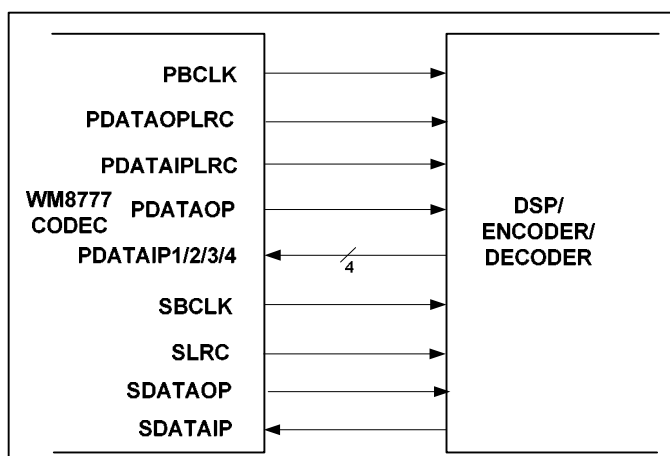 PBCLK
PDATAOPLRC
PDATAIPLRC
WM8777
CODEC
PDATAOP
PDATAIP1/2/3/4
4
SBCLK
SLRC
SDATAOP
SDATAIP
DSP/
ENCODER/
DECODER